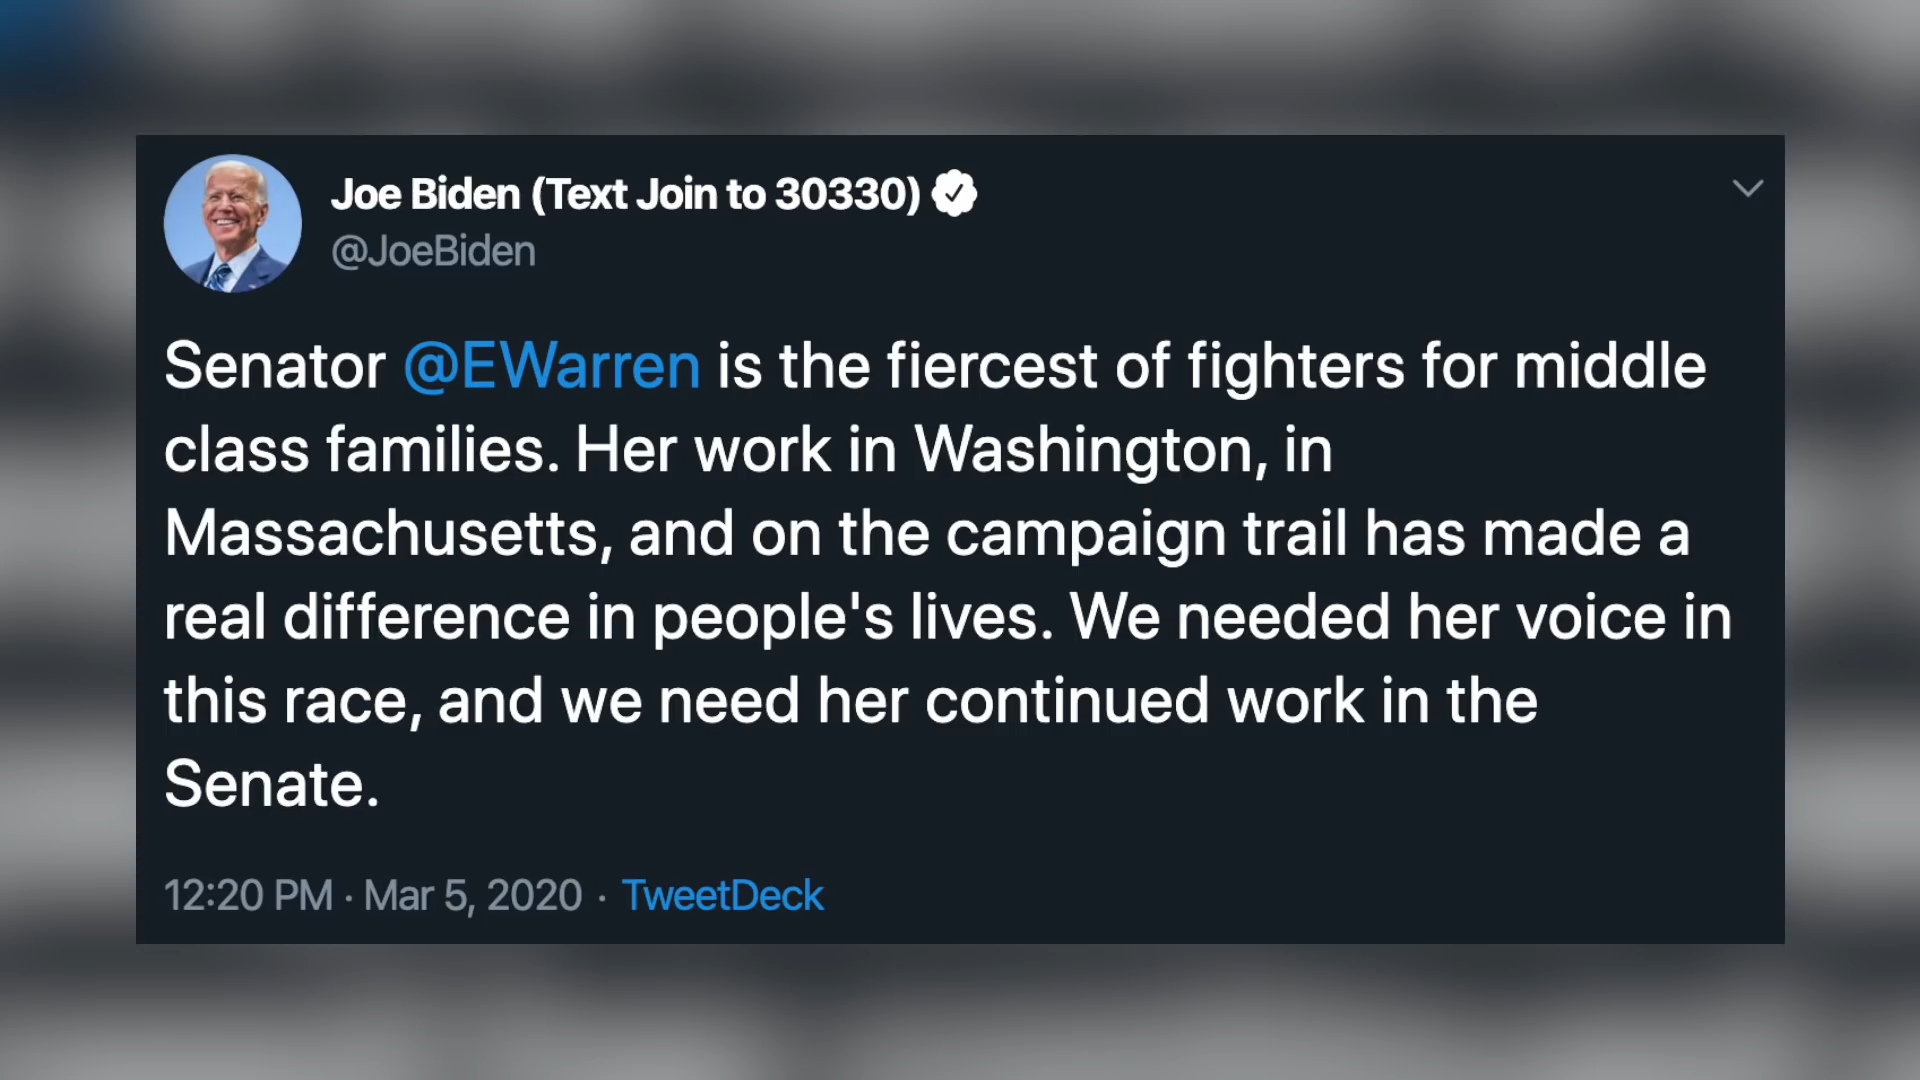 Joe Biden (Text Join to 30330)
@JoeBiden
Senator @EWarren is the fiercest of fighters for middle
class families. Her work in Washington, in
Massachusetts, and on the campaign trail has made a
real difference in people's lives. We needed her voice in
this race, and we need her continued work in the
Senate.
12:20 PM · Mar 5, 2020 · TweetDeck